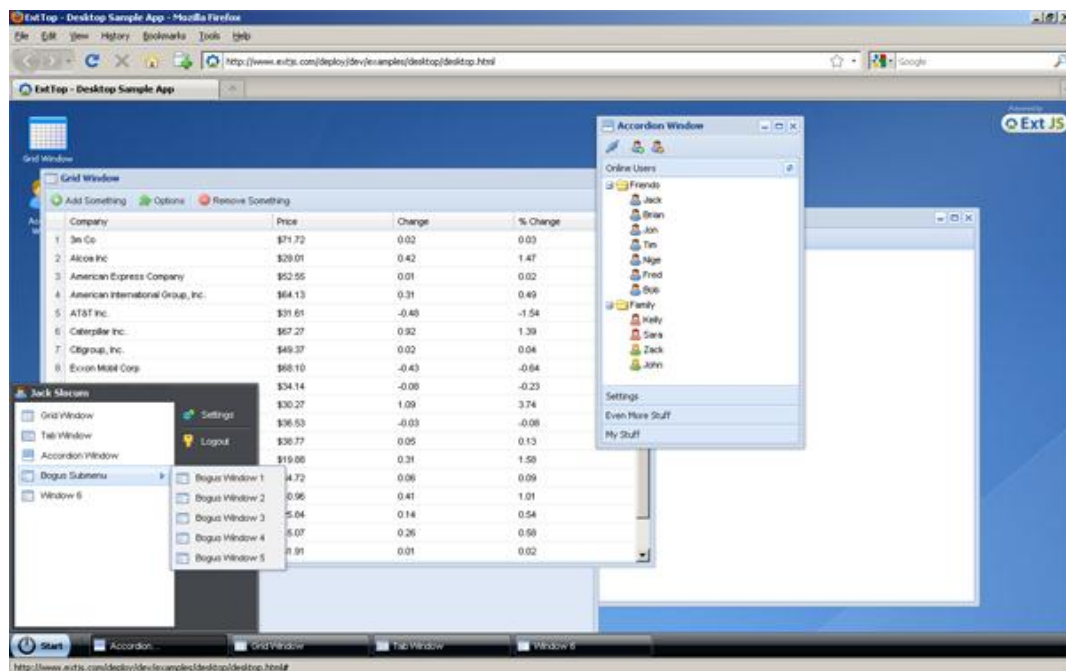 ExtTop - Desktop Sample App - Mozilla Firefox
File Edit View History Bookmarks Tools Help
http://www.extjs.com/deploy/dev/examples/desktop/desktop.html
Google
ExtTop - Desktop Sample App
Ext JS
Grid Window
Accordion Window
Online Users
Friends
Jack
Brian
Jon
Tim
Nige
Fred
Bob
Family
Kelly
Sara
Zack
John
Settings
Even More Stuff
My Stuff
Grid Window
Add Something Options Remove Something
Company Price Change % Change
1 3m Co $71.72 0.02 0.03
2 Alcoa Inc $29.01 0.42 1.47
3 American Express Company $52.55 0.01 0.02
4 American International Group, Inc. $64.13 0.31 0.49
5 AT&T Inc. $31.61 -0.48 -1.54
6 Caterpillar Inc. $67.27 0.92 1.39
7 Citigroup, Inc. $49.37 0.02 0.04
8 Exxon Mobil Corp $68.10 -0.43 -0.64
$34.14 -0.08 -0.23
$30.27 1.09 3.74
$36.53 -0.03 -0.08
$38.77 0.05 0.13
$19.88 0.31 1.58
4.72 0.06 0.09
0.96 0.41 1.01
5.84 0.14 0.54
5.07 0.26 0.58
1.91 0.01 0.02
Jack Slocum
Grid Window
Tab Window
Accordion Window
Bogus Submenu
Window 6
Settings
Logout
Bogus Window 1
Bogus Window 2
Bogus Window 3
Bogus Window 4
Bogus Window 5
Start Accordion... Grid Window Tab Window Window 6
http://www.extjs.com/deploy/dev/examples/desktop/desktop.html#